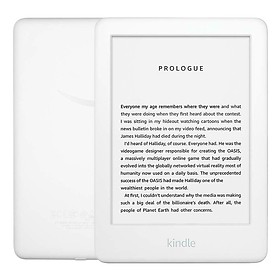 PROLOGUE
Everyone my age remembers where they were and what
they were doing when they first heard about the contest.
I was sitting in my hideout watching cartoons when the
news bulletin broke in on my video feed, announcing that
James Halliday had died during the night.
I'd heard of Halliday, of course. Everyone had. He was the
videogame designer responsible for creating the OASIS,
a massively multiplayer online game that had gradually
evolved into the globally networked virtual reality most of
humanity now used on a daily basis. The unprecedented
success of the OASIS had made Halliday one of the
wealthiest people in the world.
At first, I couldn't understand why the media was making
such a big deal of the billionaire's death. After all, the
people of Planet Earth had other concerns.
kindle